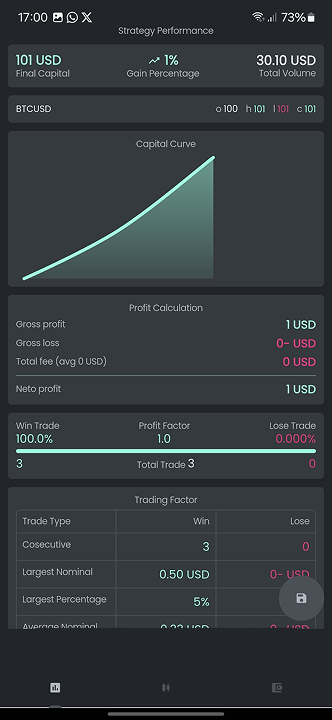 17:00 73%
Strategy Performance
101 USD 1% 30.10 USD
Final Capital Gain Percentage Total Volume
BTCUSD o 100 h 101 l 101 c 101
Capital Curve
Profit Calculation
Gross profit 1 USD
Gross loss 0- USD
Total fee (avg 0 USD) 0 USD
Neto profit 1 USD
Win Trade Profit Factor Lose Trade
100.0% 1.0 0.000%
3 Total Trade 3 0
Trading Factor
Trade Type Win Lose
Cosecutive 3 0
Largest Nominal 0.50 USD 0- USD
Largest Percentage 5%
Average Nominal 0.33 USD